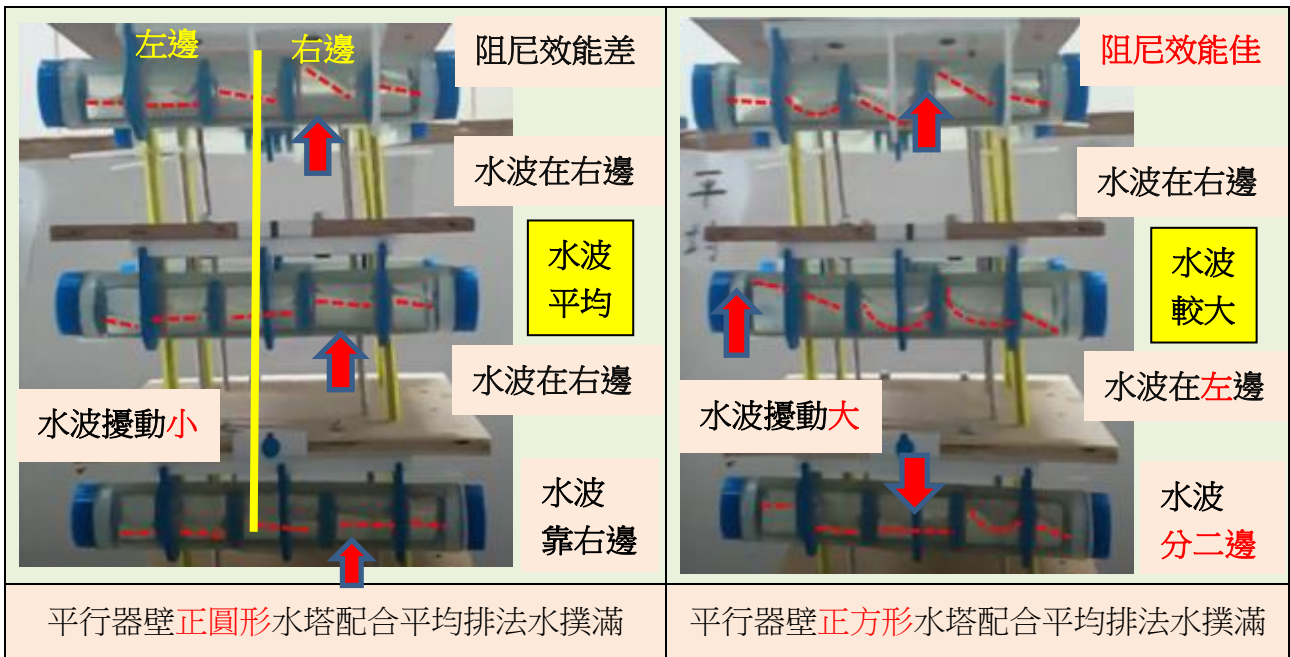 左邊
右邊
阻尼效能差
水波在右邊
水波
平均
水波在右邊
水波擾動小
水波
靠右邊
平行器壁正圓形水塔配合平均排法水撲滿
阻尼效能佳
水波在右邊
平
均
水波
較大
水波在左邊
水波擾動大
水波
分二邊
平行器壁正方形水塔配合平均排法水撲滿